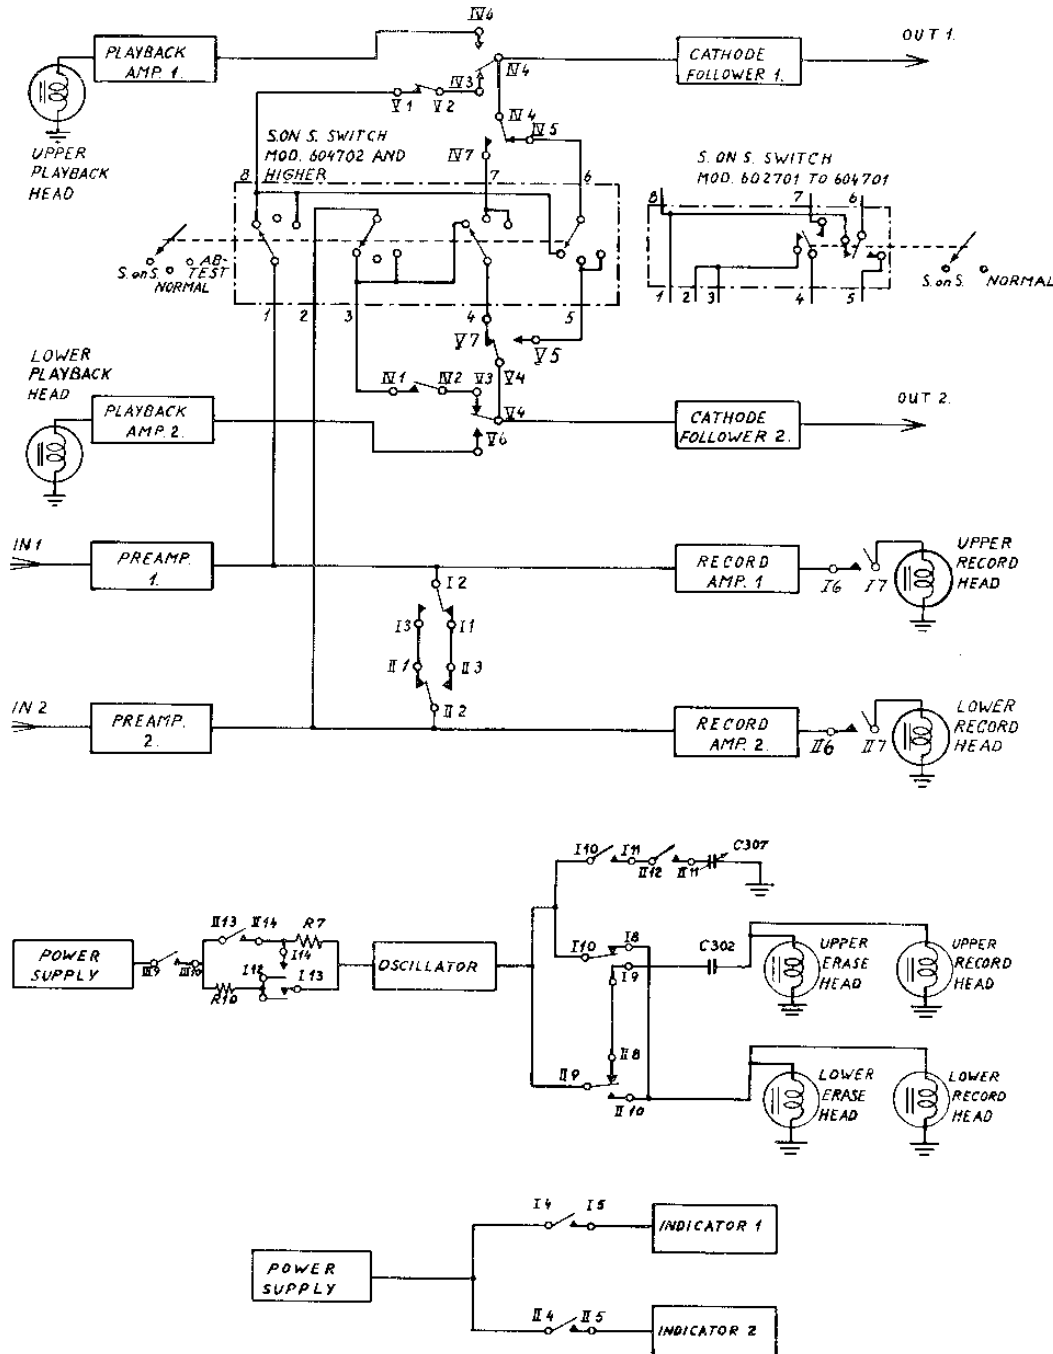 IV6
OUT 1.
PLAYBACK
AMP. 1.
IV4
CATHODE
FOLLOWER 1.
IV3
V1
V2
IV4
IV5
UPPER
PLAYBACK
HEAD
S.ON S. SWITCH
MOD. 604702 AND
HIGHER
IV7
S. ON S. SWITCH
MOD. 602701 TO 604701
8
7
6
8
7
6
S. on S.
AB-
TEST
NORMAL
S. on S.
NORMAL
1
2
3
4
5
1
2
3
4
5
V7
V5
LOWER
PLAYBACK
HEAD
IV1
IV2
V3
V4
PLAYBACK
AMP. 2.
V4
V6
CATHODE
FOLLOWER 2.
OUT 2.
IN 1
PREAMP.
1.
RECORD
AMP. 1
UPPER
RECORD
HEAD
I2
I6
I7
I3
I1
II1
II3
II2
IN 2
PREAMP.
2.
RECORD
AMP. 2.
LOWER
RECORD
HEAD
II6
II7
I10
I11
II12
II11
C307
II13
II14
R7
I14
POWER
SUPPLY
III9
III10
R10
I12
I13
OSCILLATOR
I10
I8
I9
C302
UPPER
ERASE
HEAD
UPPER
RECORD
HEAD
II8
II9
II10
LOWER
ERASE
HEAD
LOWER
RECORD
HEAD
I4
I5
INDICATOR 1
POWER
SUPPLY
II4
II5
INDICATOR 2